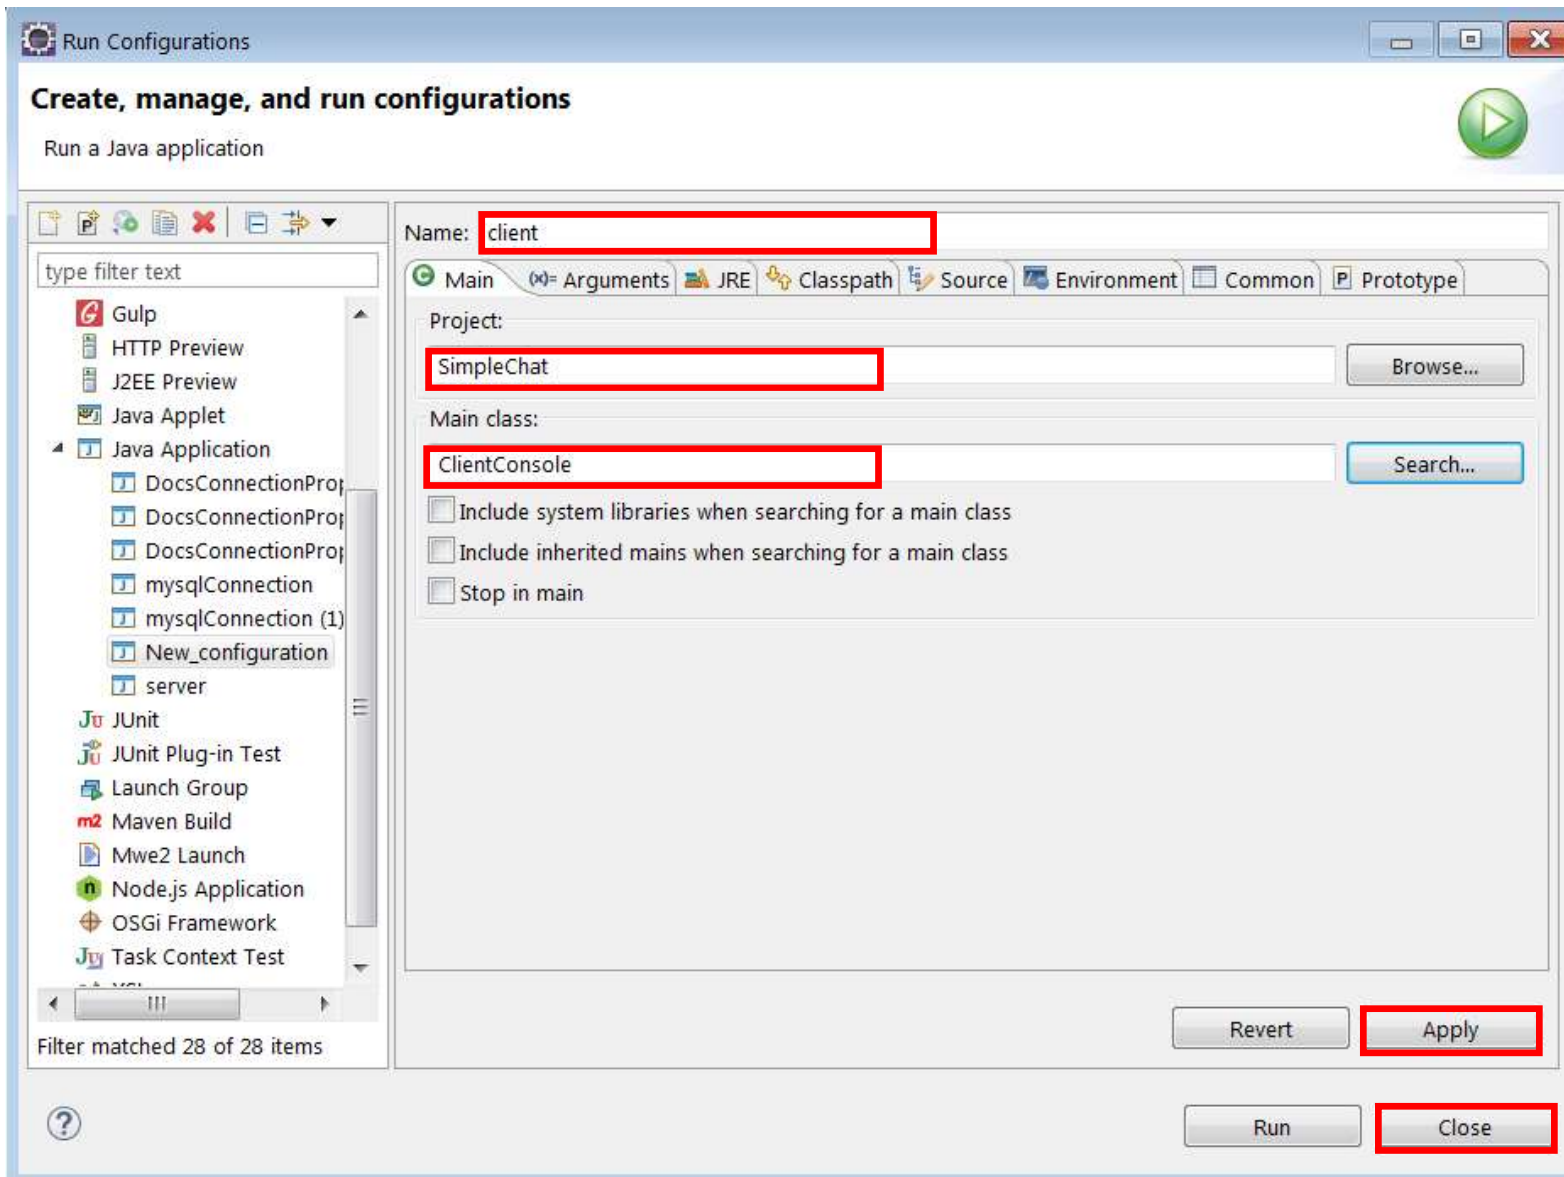 Run Configurations
Create, manage, and run configurations
Run a Java application
type filter text
Gulp
HTTP Preview
J2EE Preview
Java Applet
Java Application
DocsConnectionProp
DocsConnectionProp
DocsConnectionProp
mysqlConnection
mysqlConnection (1)
New_configuration
server
JUnit
JUnit Plug-in Test
Launch Group
m2 Maven Build
Mwe2 Launch
Node.js Application
OSGi Framework
Task Context Test
Filter matched 28 of 28 items
Name: client
Main (x)= Arguments JRE Classpath Source Environment Common Prototype
Project:
SimpleChat Browse...
Main class:
ClientConsole Search...
Include system libraries when searching for a main class
Include inherited mains when searching for a main class
Stop in main
Revert Apply
Run Close